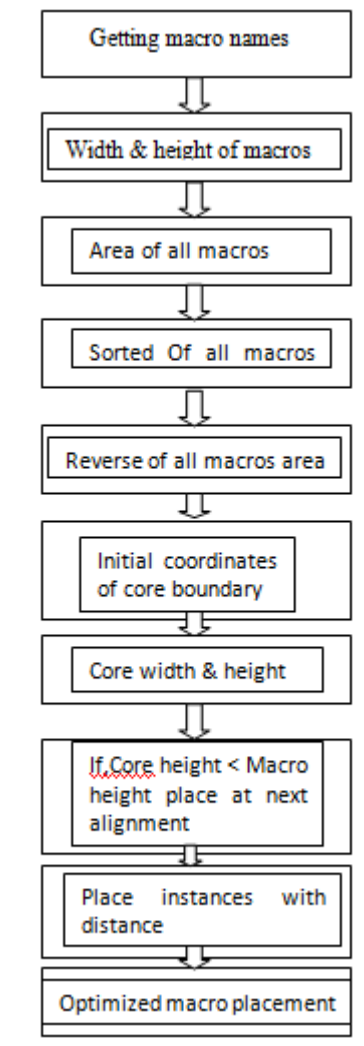 Getting macro names
Width & height of macros
Area of all macros
Sorted Of all macros
Reverse of all macros area
Initial coordinates
of core boundary
Core width & height
If,Core height < Macro
height place at next
alignment
Place instances with
distance
Optimized macro placement